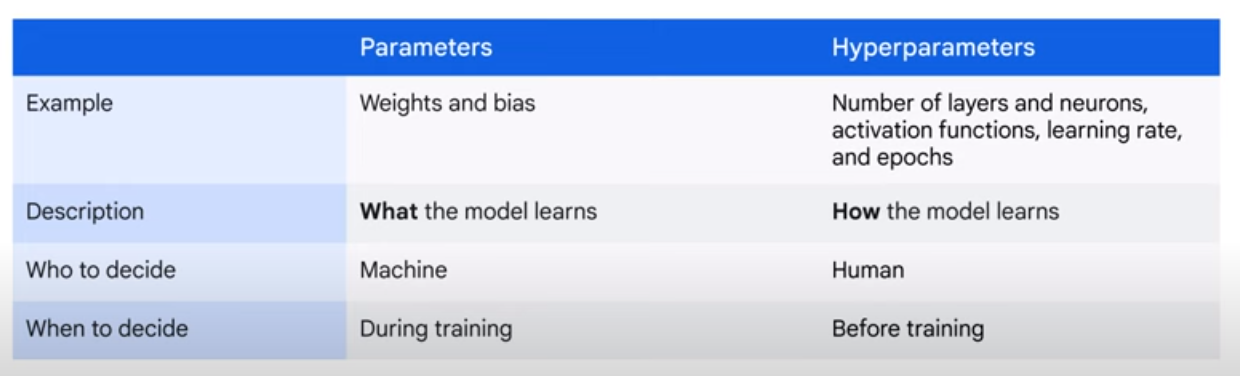 Parameters Hyperparameters
Example Weights and bias Number of layers and neurons,
activation functions, learning rate,
and epochs
Description What the model learns How the model learns
Who to decide Machine Human
When to decide During training Before training